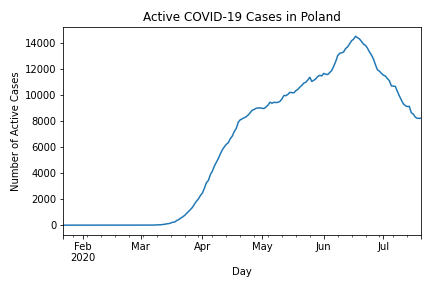 Active COVID-19 Cases in Poland
Number of Active Cases
14000
12000
10000
8000
6000
4000
2000
0
Feb
2020
Mar
Apr
May
Jun
Jul
Day